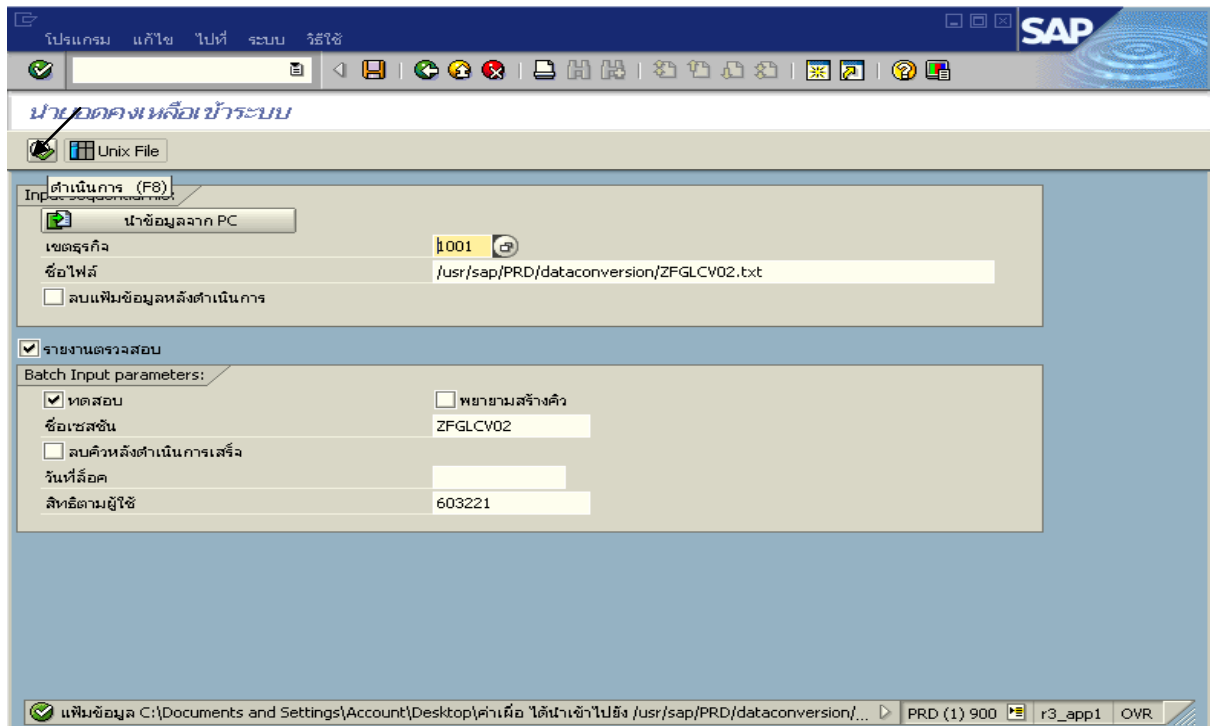 โปรแกรม แก้ไข ไปที่ ระบบ วิธีใช้
SAP
นำยอดคงเหลือเข้าระบบ
Unix File
ดำเนินการ (F8)
Input sequential file:
นำข้อมูลจาก PC
เขตธุรกิจ 1001
ชื่อไฟล์ /usr/sap/PRD/dataconversion/ZFGLCV02.txt
ลบแฟ้มข้อมูลหลังดำเนินการ
รายงานตรวจสอบ
Batch Input parameters:
ทดสอบ พยายามสร้างคิว
ชื่อเซสชัน ZFGLCV02
ลบคิวหลังดำเนินการเสร็จ
วันที่ล็อค
สิทธิตามผู้ใช้ 603221
แฟ้มข้อมูล C:\Documents and Settings\Account\Desktop\ค่าเผื่อ ได้นำเข้าไปยัง /usr/sap/PRD/dataconversion/... PRD (1) 900 r3_app1 OVR